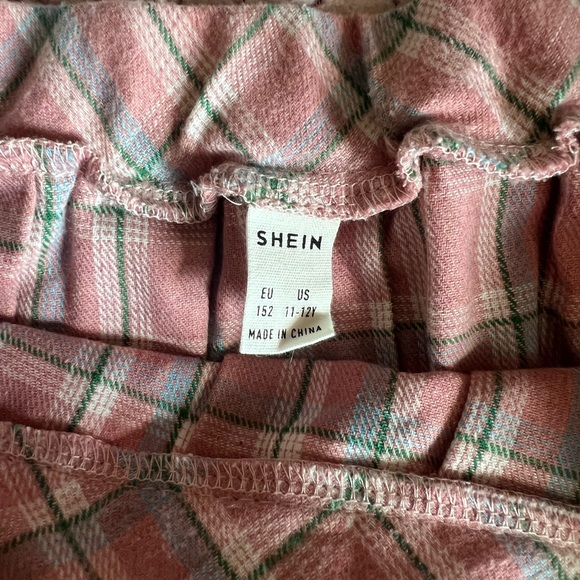 SHEIN
EU US
152 11-12Y
MADE IN CHINA